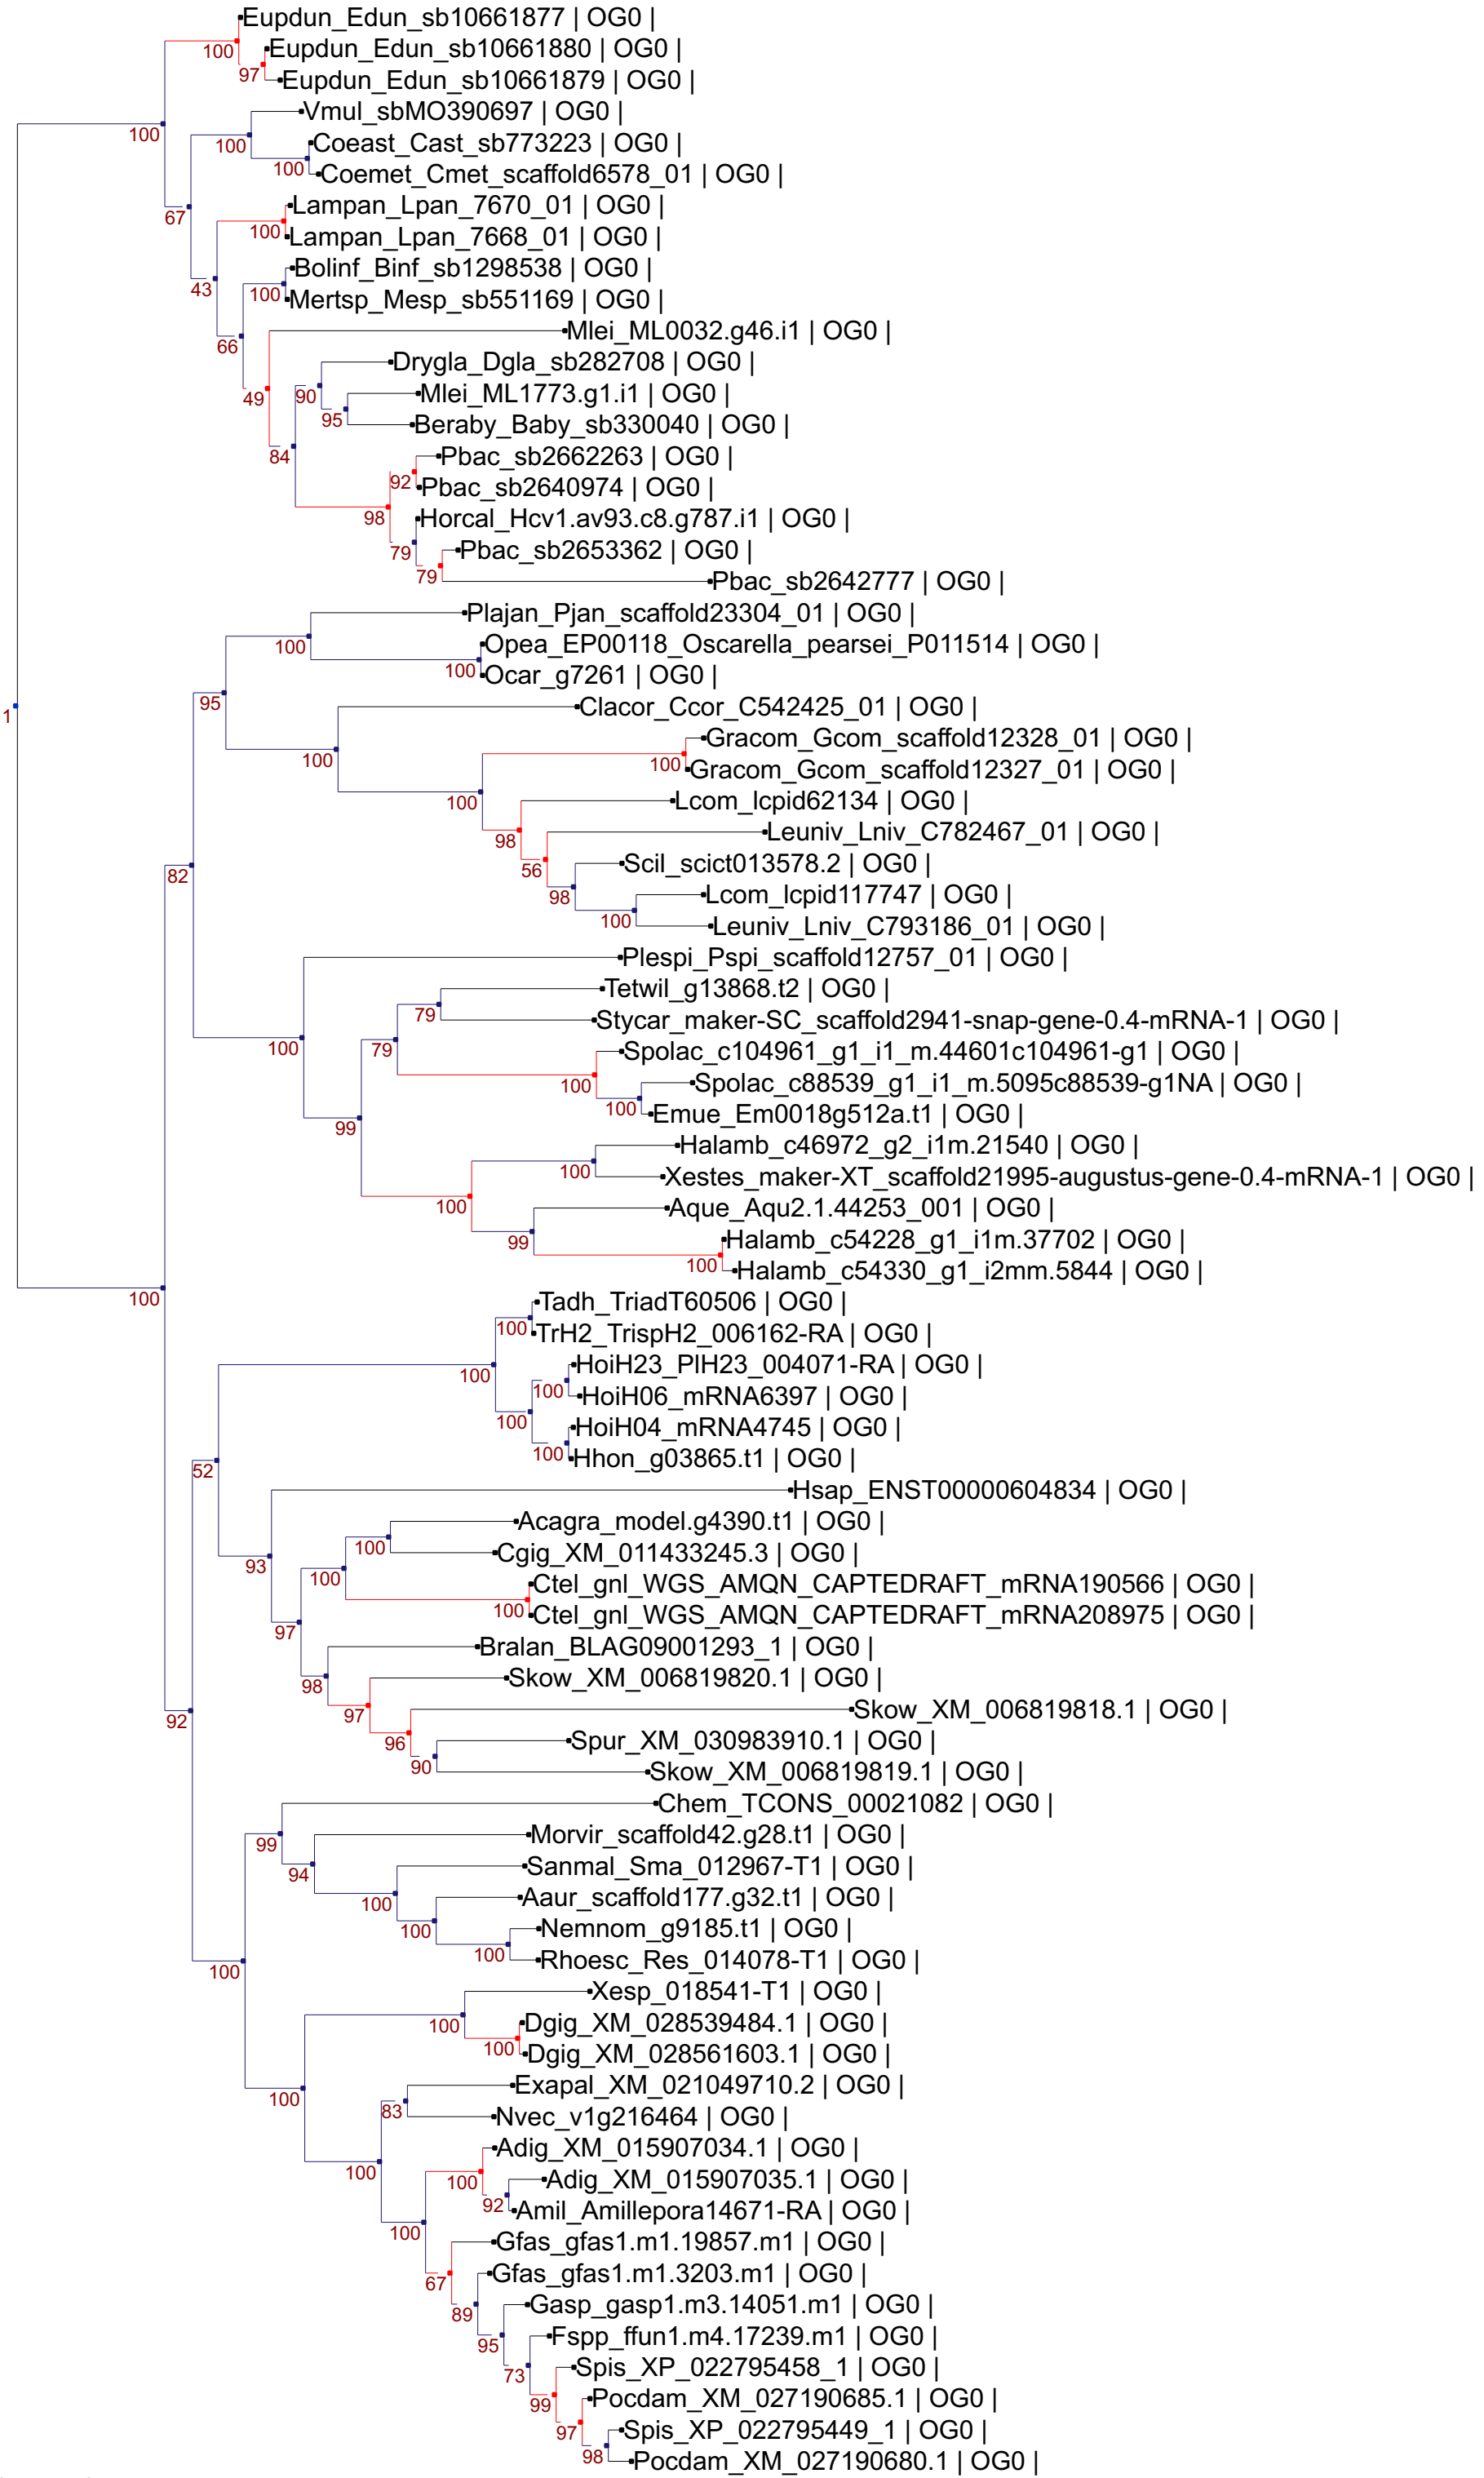 Eupdun_Edun_sb10661877 | OG0 |
100
Eupdun_Edun_sb10661880 | OG0 |
97
Eupdun_Edun_sb10661879 | OG0 |
Vmul_sbMO390697 | OG0 |
100
100
Coeast_Cast_sb773223 | OG0 |
100
Coemet_Cmet_scaffold6578_01 | OG0 |
67
Lampan_Lpan_7670_01 | OG0 |
100
Lampan_Lpan_7668_01 | OG0 |
43
Bolinf_Binf_sb1298538 | OG0 |
100
Mertsp_Mesp_sb551169 | OG0 |
66
Mlei_ML0032.g46.i1 | OG0 |
49
Drygla_Dgla_sb282708 | OG0 |
90
Mlei_ML1773.g1.i1 | OG0 |
95
Beraby_Baby_sb330040 | OG0 |
84
Pbac_sb2662263 | OG0 |
92
Pbac_sb2640974 | OG0 |
98
Horcal_Hcv1.av93.c8.g787.i1 | OG0 |
79
Pbac_sb2653362 | OG0 |
79
Pbac_sb2642777 | OG0 |
Plajan_Pjan_scaffold23304_01 | OG0 |
100
Opea_EP00118_Oscarella_pearsei_P011514 | OG0 |
100
Ocar_g7261 | OG0 |
95
1
Clacor_Ccor_C542425_01 | OG0 |
100
Gracom_Gcom_scaffold12328_01 | OG0 |
100
Gracom_Gcom_scaffold12327_01 | OG0 |
100
Lcom_lcpid62134 | OG0 |
98
Leuniv_Lniv_C782467_01 | OG0 |
56
Scil_scict013578.2 | OG0 |
82
98
Lcom_lcpid117747 | OG0 |
100
Leuniv_Lniv_C793186_01 | OG0 |
Plespi_Pspi_scaffold12757_01 | OG0 |
100
Tetwil_g13868.t2 | OG0 |
79
Stycar_maker-SC_scaffold2941-snap-gene-0.4-mRNA-1 | OG0 |
79
Spolac_c104961_g1_i1_m.44601c104961-g1 | OG0 |
100
Spolac_c88539_g1_i1_m.5095c88539-g1NA | OG0 |
100
Emue_Em0018g512a.t1 | OG0 |
99
Halamb_c46972_g2_i1m.21540 | OG0 |
100
Xestes_maker-XT_scaffold21995-augustus-gene-0.4-mRNA-1 | OG0 |
100
Aque_Aqu2.1.44253_001 | OG0 |
99
Halamb_c54228_g1_i1m.37702 | OG0 |
100
Halamb_c54330_g1_i2mm.5844 | OG0 |
100
Tadh_TriadT60506 | OG0 |
100
TrH2_TrispH2_006162-RA | OG0 |
100
HoiH23_PlH23_004071-RA | OG0 |
100
HoiH06_mRNA6397 | OG0 |
100
HoiH04_mRNA4745 | OG0 |
100
Hhon_g03865.t1 | OG0 |
52
Hsap_ENST00000604834 | OG0 |
93
Acagra_model.g4390.t1 | OG0 |
100
Cgig_XM_011433245.3 | OG0 |
100
Ctel_gnl_WGS_AMQN_CAPTEDRAFT_mRNA190566 | OG0 |
100
Ctel_gnl_WGS_AMQN_CAPTEDRAFT_mRNA208975 | OG0 |
97
Bralan_BLAG09001293_1 | OG0 |
98
Skow_XM_006819820.1 | OG0 |
97
Skow_XM_006819818.1 | OG0 |
92
96
Spur_XM_030983910.1 | OG0 |
90
Skow_XM_006819819.1 | OG0 |
Chem_TCONS_00021082 | OG0 |
99
Morvir_scaffold42.g28.t1 | OG0 |
94
Sanmal_Sma_012967-T1 | OG0 |
100
Aaur_scaffold177.g32.t1 | OG0 |
100
Nemnom_g9185.t1 | OG0 |
100
Rhoesc_Res_014078-T1 | OG0 |
100
Xesp_018541-T1 | OG0 |
100
Dgig_XM_028539484.1 | OG0 |
100
Dgig_XM_028561603.1 | OG0 |
100
Exapal_XM_021049710.2 | OG0 |
83
Nvec_v1g216464 | OG0 |
100
Adig_XM_015907034.1 | OG0 |
100
Adig_XM_015907035.1 | OG0 |
92
Amil_Amillepora14671-RA | OG0 |
100
Gfas_gfas1.m1.19857.m1 | OG0 |
67
Gfas_gfas1.m1.3203.m1 | OG0 |
89
Gasp_gasp1.m3.14051.m1 | OG0 |
95
Fspp_ffun1.m4.17239.m1 | OG0 |
73
Spis_XP_022795458_1 | OG0 |
99
Pocdam_XM_027190685.1 | OG0 |
97
Spis_XP_022795449_1 | OG0 |
98
Pocdam_XM_027190680.1 | OG0 |